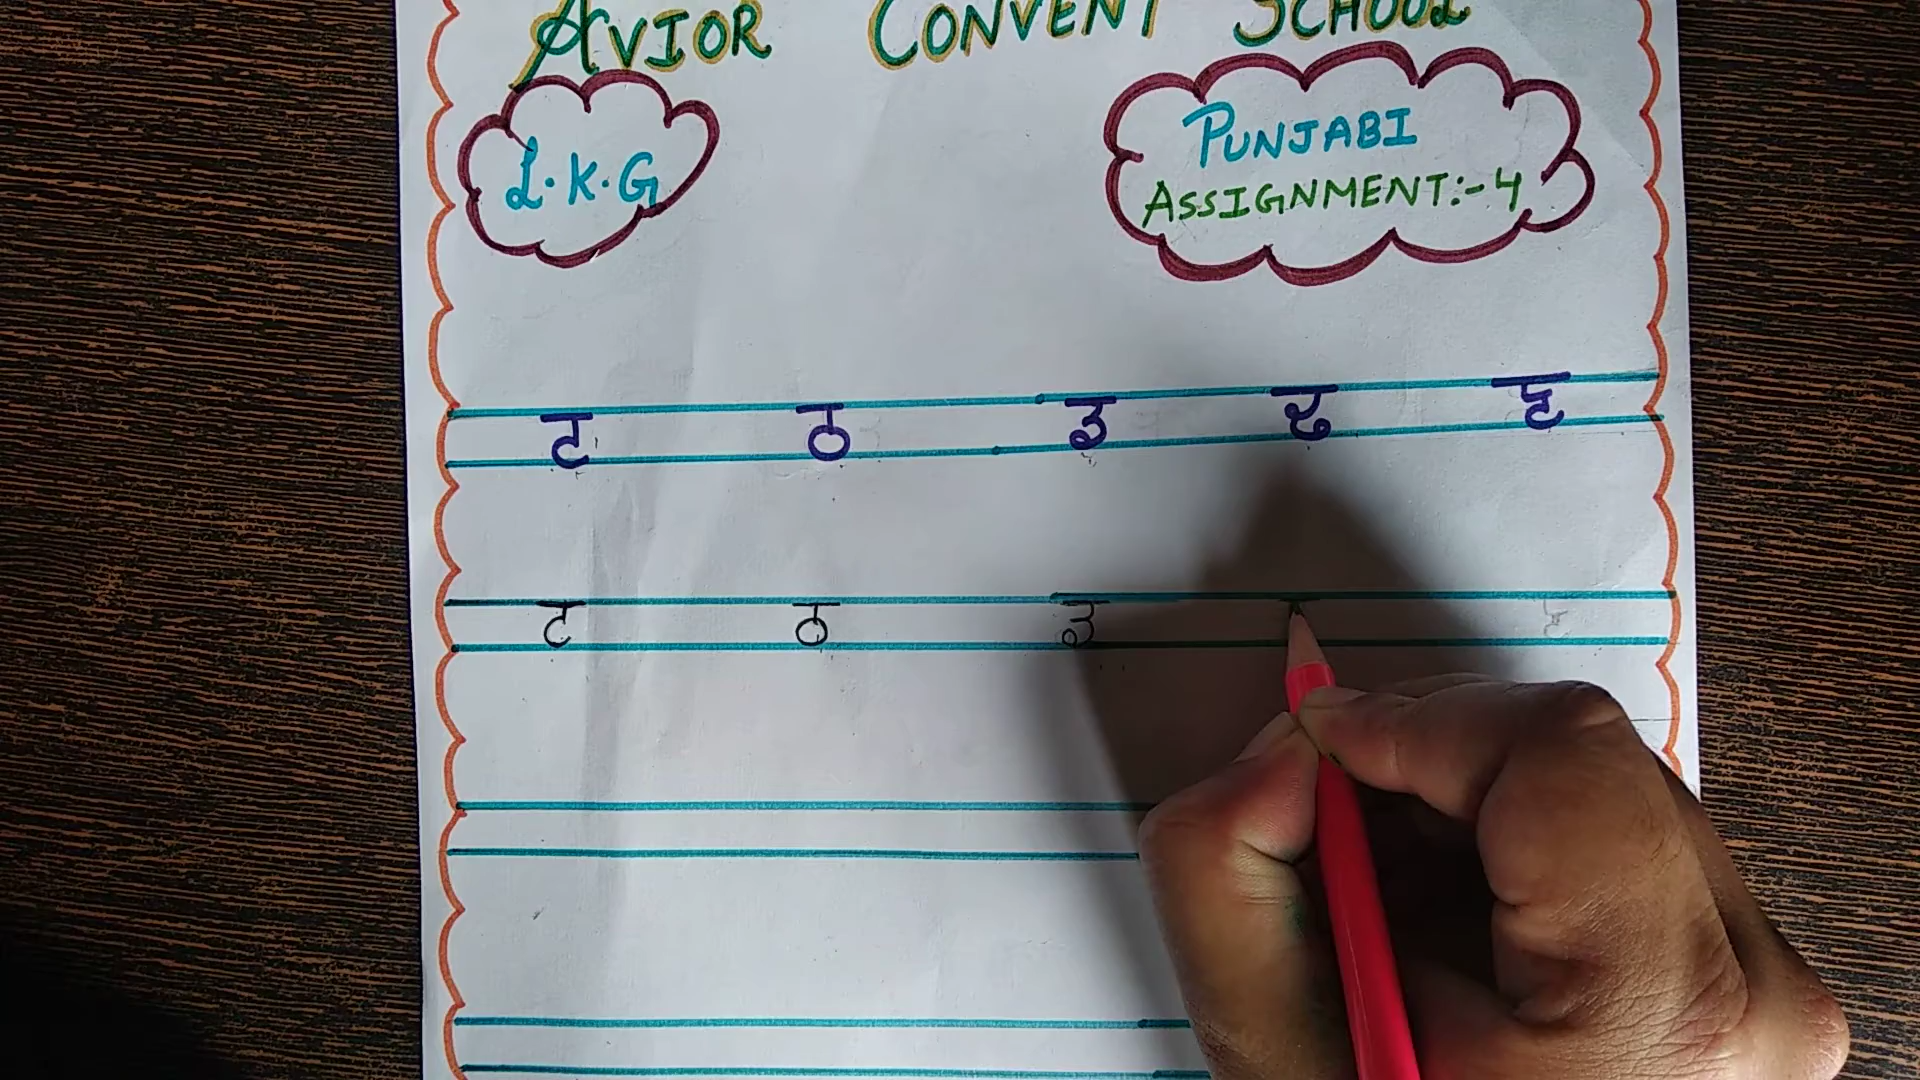 AVIOR CONVENT SCHOOL
L.K.G
PUNJABI
ASSIGNMENT:-4
ਟ ਠ ਡ ਢ ਣ
ਟ ਠ ਡ